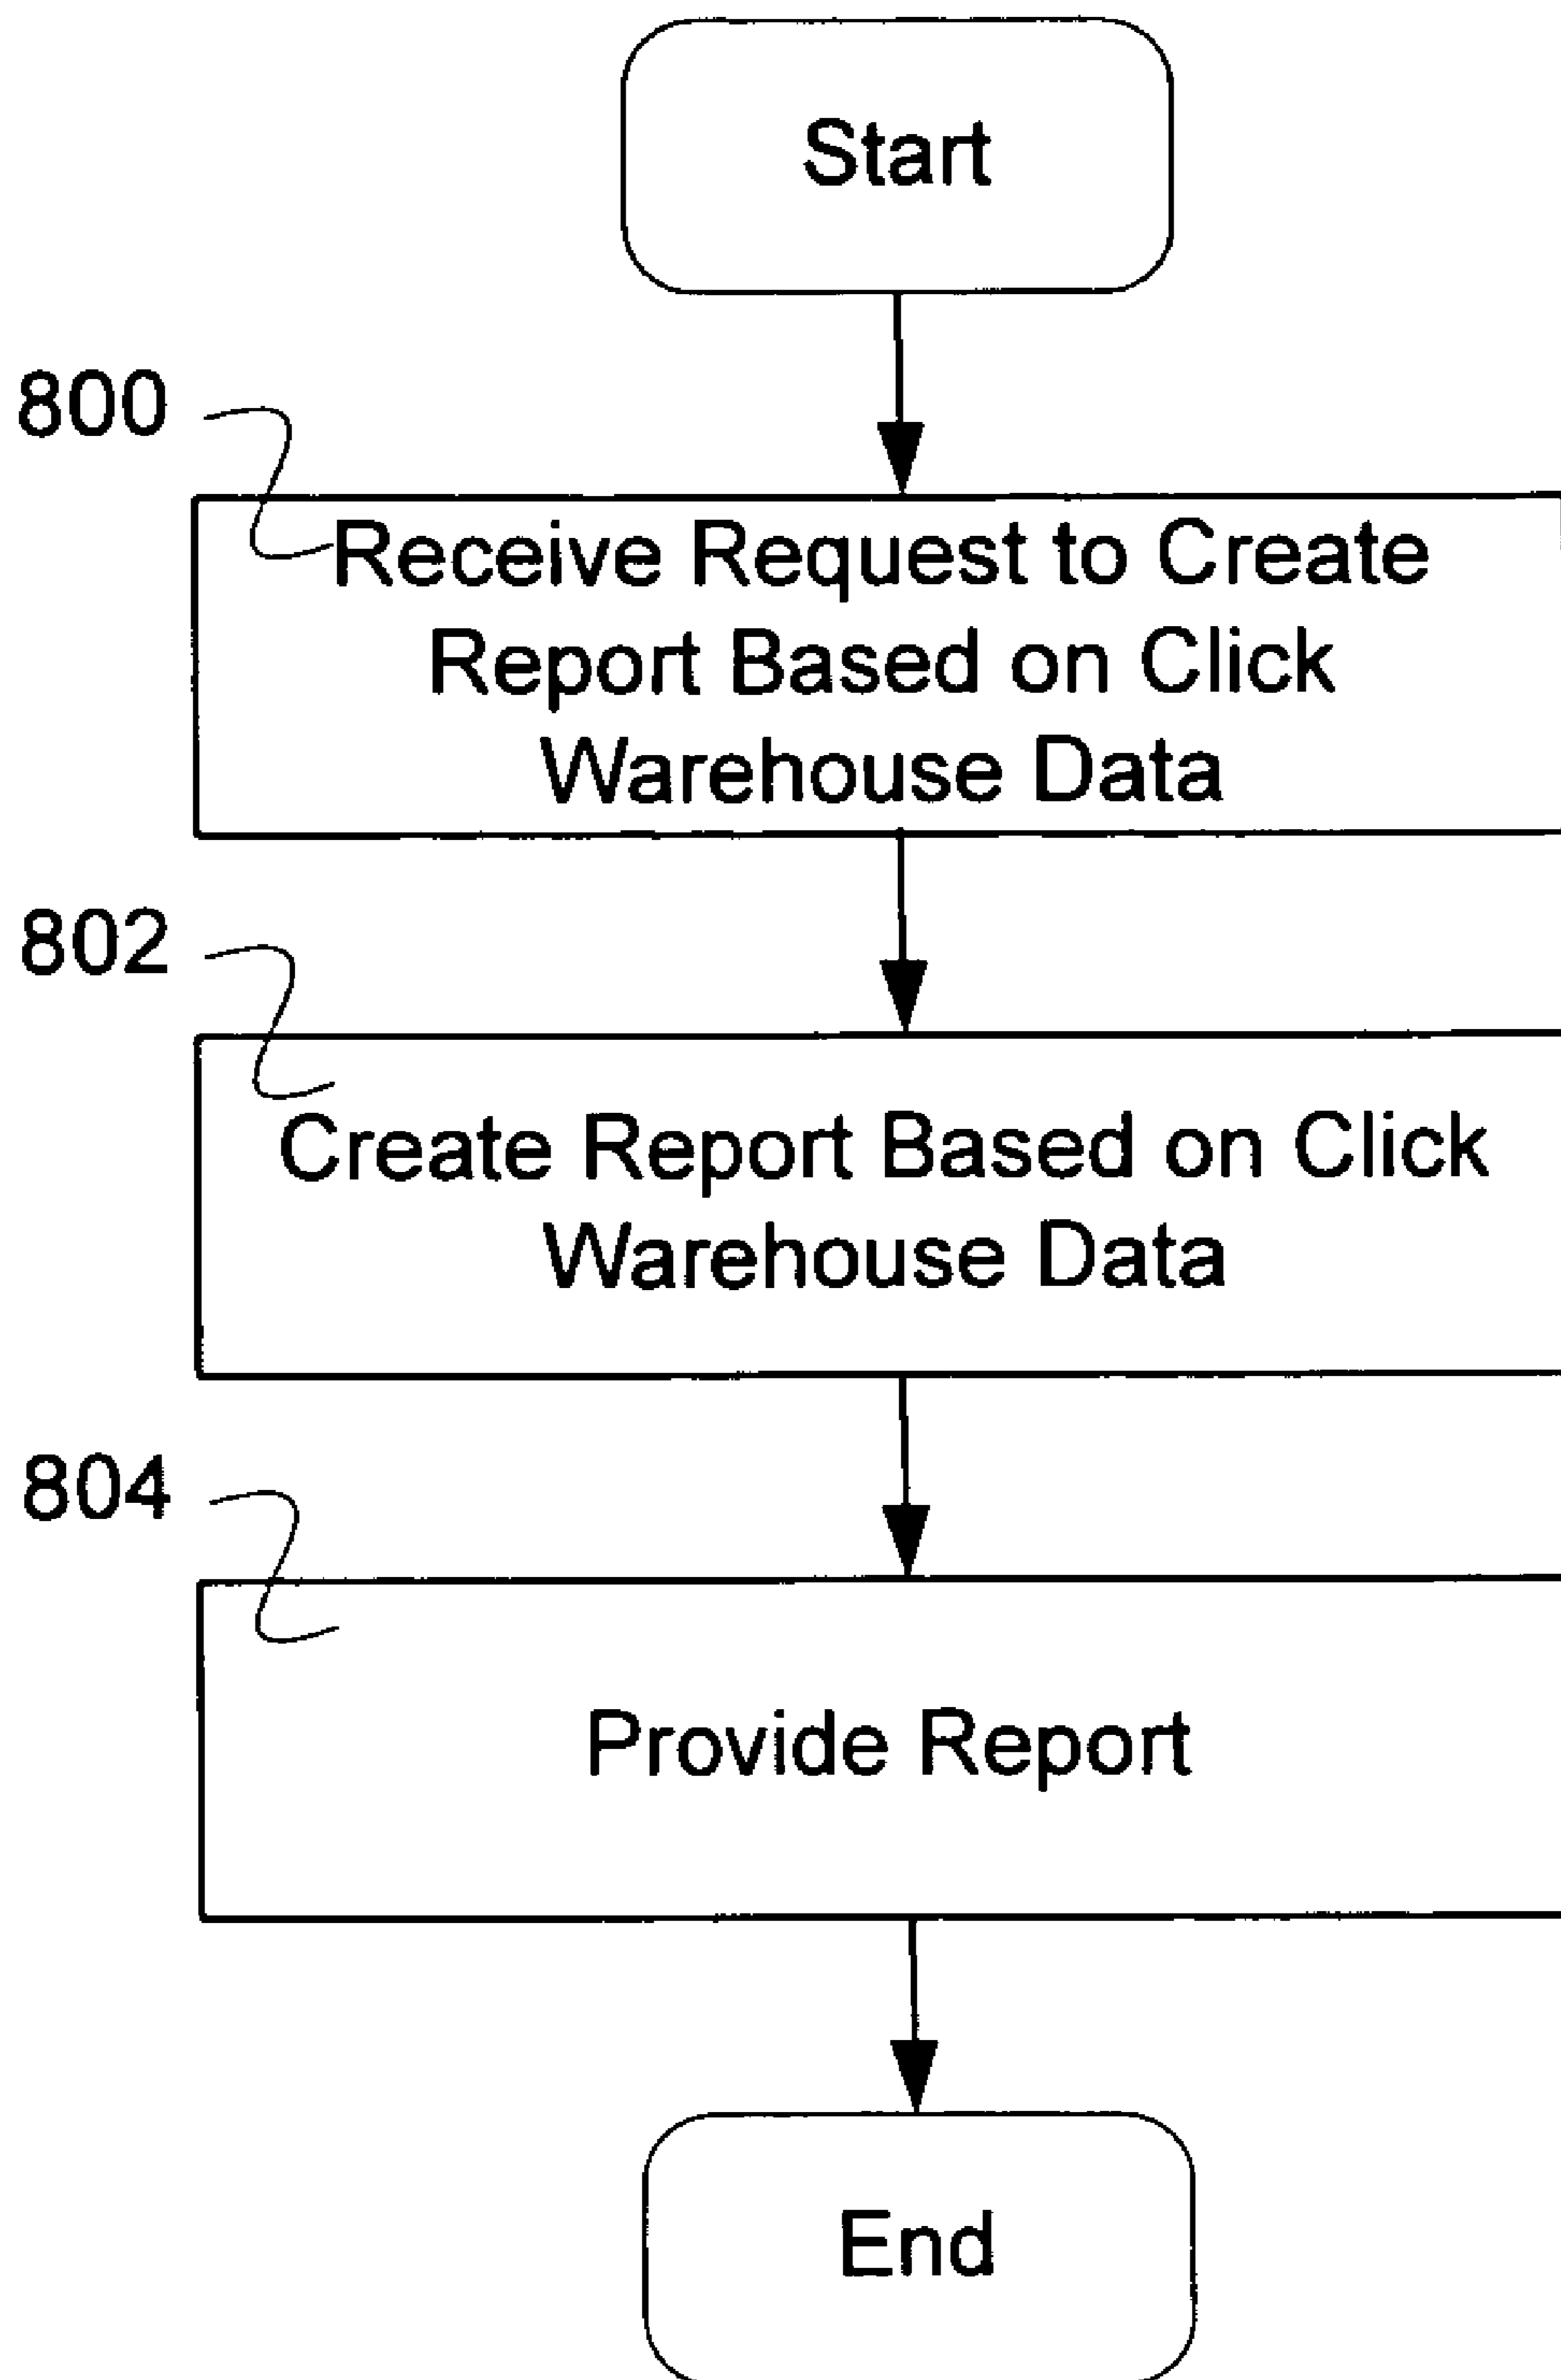 Start
800
Receive Request to Create
Report Based on Click
Warehouse Data
802
Create Report Based on Click
Warehouse Data
804
Provide Report
End